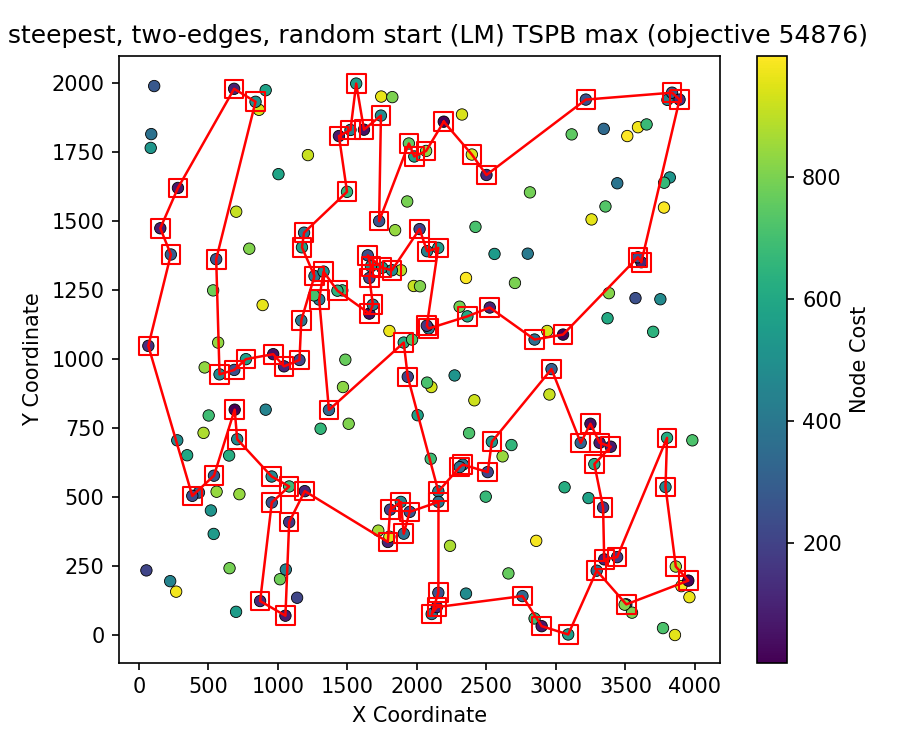 steepest, two-edges, random start (LM) TSPB max (objective 54876)
2000
1750
1500
1250
1000
750
500
250
0
Y Coordinate
0 500 1000 1500 2000 2500 3000 3500 4000
X Coordinate
800
600
400
200
Node Cost